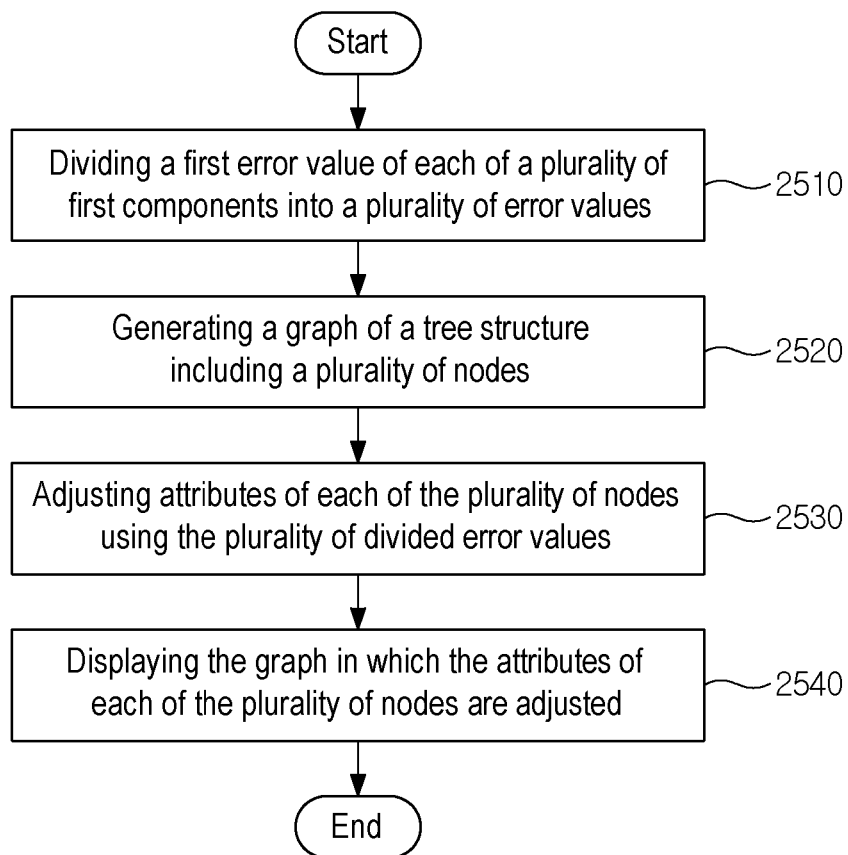 Start
Dividing a first error value of each of a plurality of
first components into a plurality of error values
2510
Generating a graph of a tree structure
including a plurality of nodes
2520
Adjusting attributes of each of the plurality of nodes
using the plurality of divided error values
2530
Displaying the graph in which the attributes of
each of the plurality of nodes are adjusted
2540
End